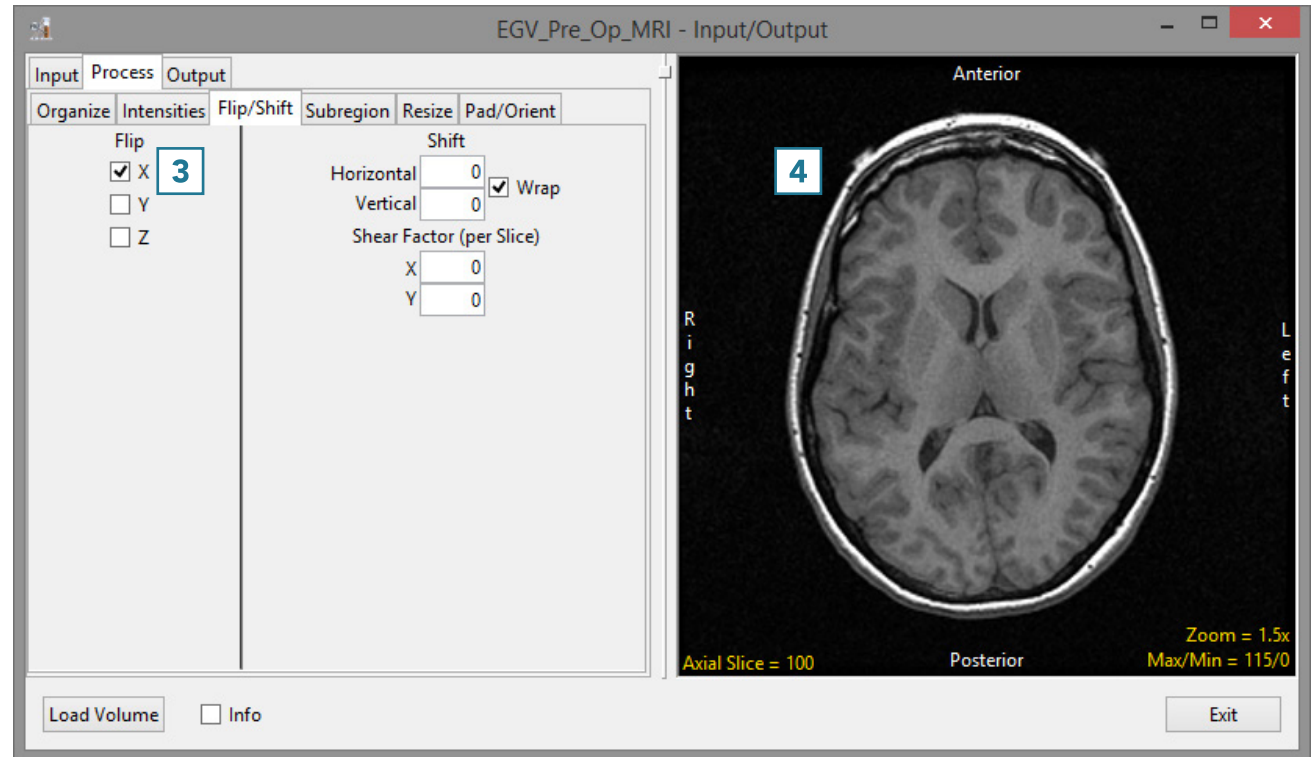 EGV_Pre_Op_MRI - Input/Output
Input Process Output
Organize Intensities Flip/Shift Subregion Resize Pad/Orient
Flip
X 3
Y
Z
Shift
Horizontal 0
Vertical 0
Wrap
Shear Factor (per Slice)
X 0
Y 0
Anterior
4
Right
Left
Zoom = 1.5x
Axial Slice = 100 Posterior Max/Min = 115/0
Load Volume Info Exit